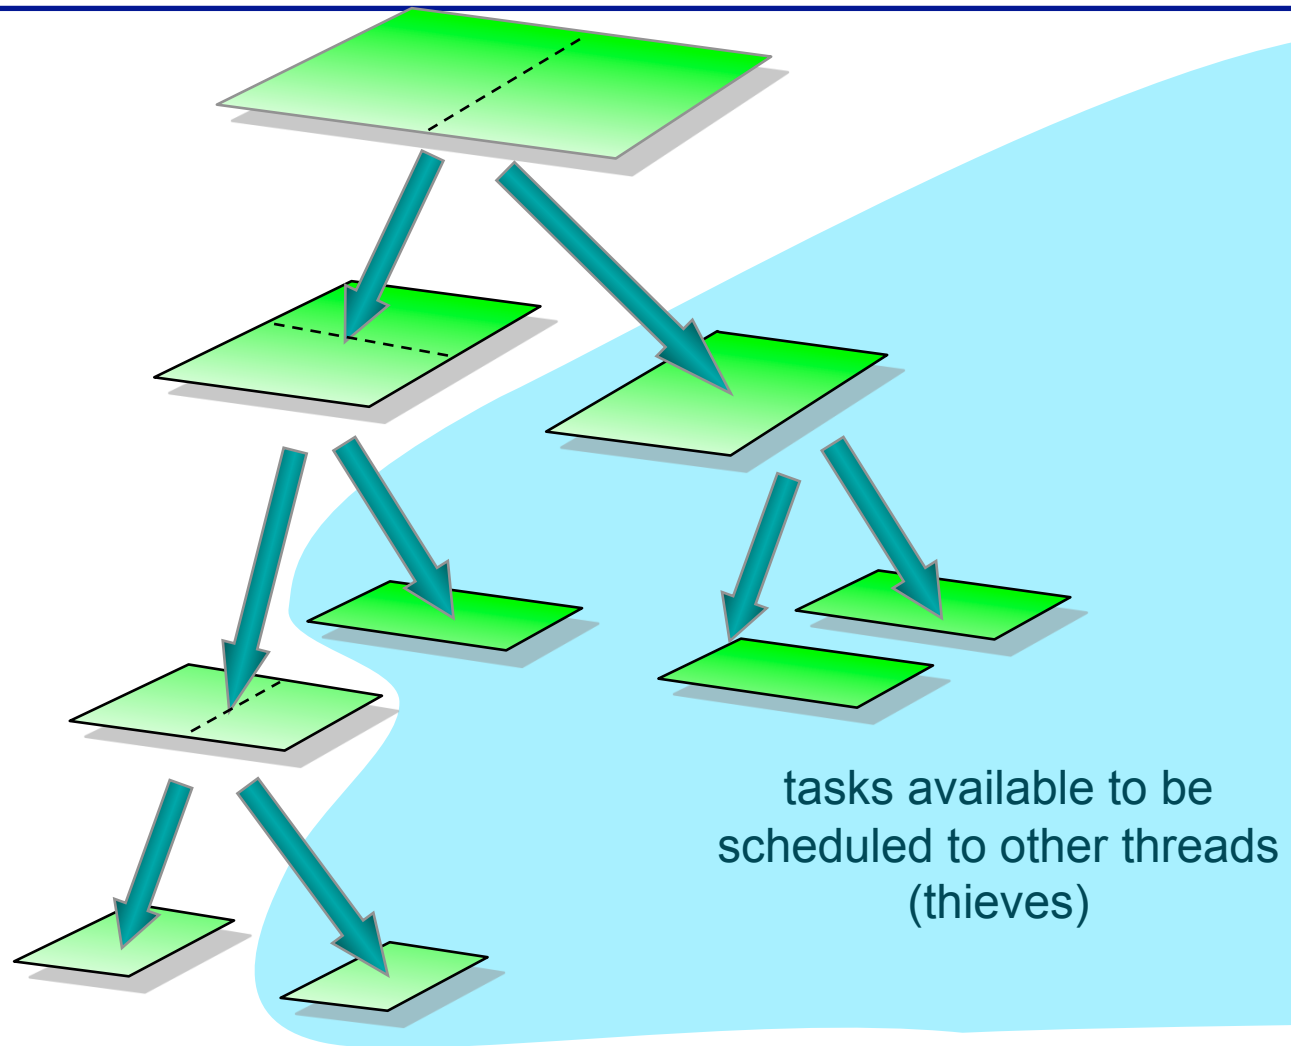 tasks available to be
scheduled to other threads
(thieves)